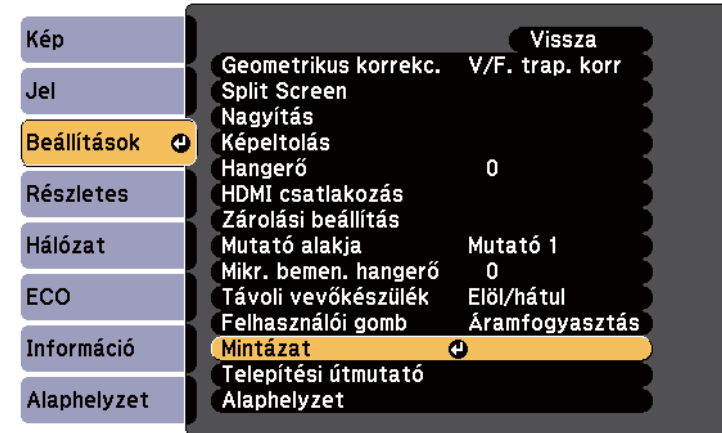 Kép
Jel
Beállítások
Részletes
Hálózat
ECO
Információ
Alaphelyzet
Vissza
Geometrikus korrekc. V/F. trap. korr
Split Screen
Nagyítás
Képeltolás
Hangerő 0
HDMI csatlakozás
Zárolási beállítás
Mutató alakja Mutató 1
Mikr. bemen. hangerő 0
Távoli vevőkészülék Elöl/hátul
Felhasználói gomb Áramfogyasztás
Mintázat
Telepítési útmutató
Alaphelyzet